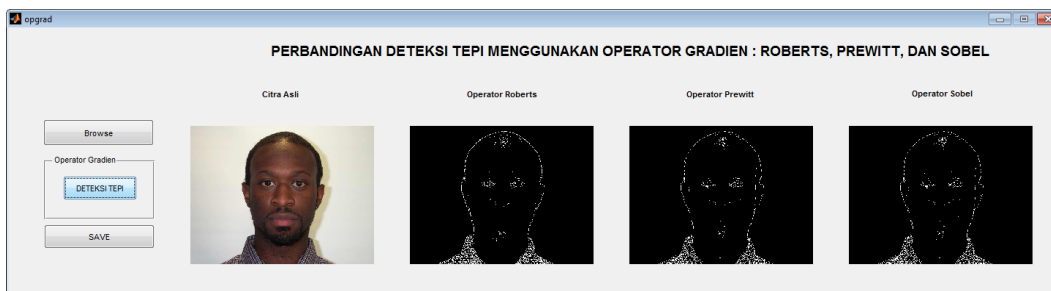 opgrad
PERBANDINGAN DETEKSI TEPI MENGGUNAKAN OPERATOR GRADIEN : ROBERTS, PREWITT, DAN SOBEL
Citra Asli
Operator Roberts
Operator Prewitt
Operator Sobel
Browse
Operator Gradien
DETEKSI TEPI
SAVE